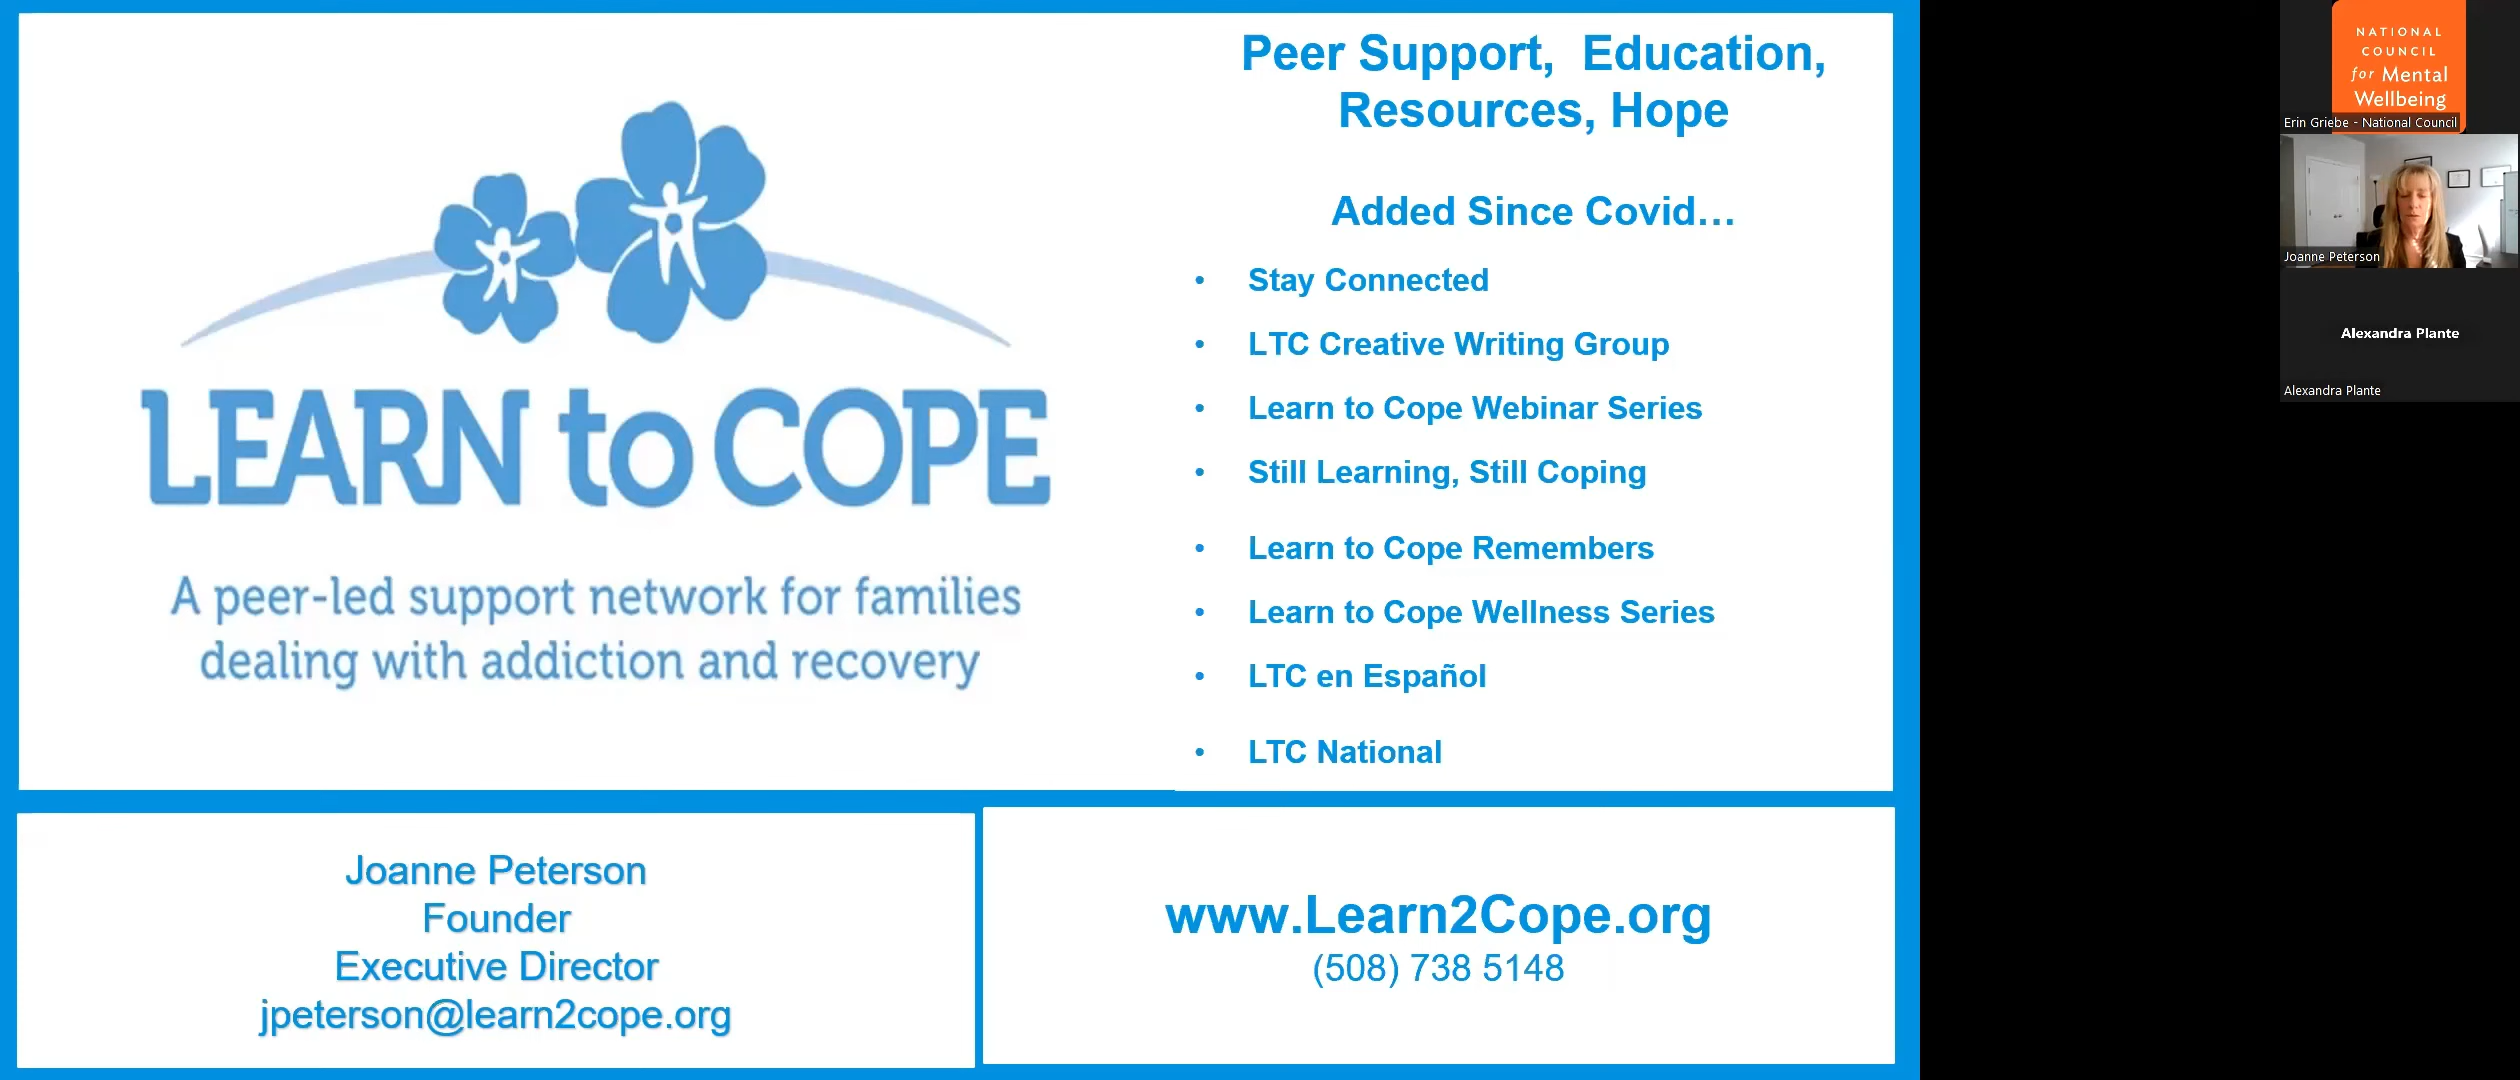 LEARN to COPE
A peer-led support network for families
dealing with addiction and recovery
Peer Support,  Education,
Resources, Hope
Added Since Covid…
• Stay Connected
• LTC Creative Writing Group
• Learn to Cope Webinar Series
• Still Learning, Still Coping
• Learn to Cope Remembers
• Learn to Cope Wellness Series
• LTC en Español
• LTC National
Joanne Peterson
Founder
Executive Director
jpeterson@learn2cope.org
www.Learn2Cope.org
(508) 738 5148
NATIONAL
COUNCIL
for Mental
Wellbeing
Erin Griebe - National Council
Joanne Peterson
Alexandra Plante
Alexandra Plante